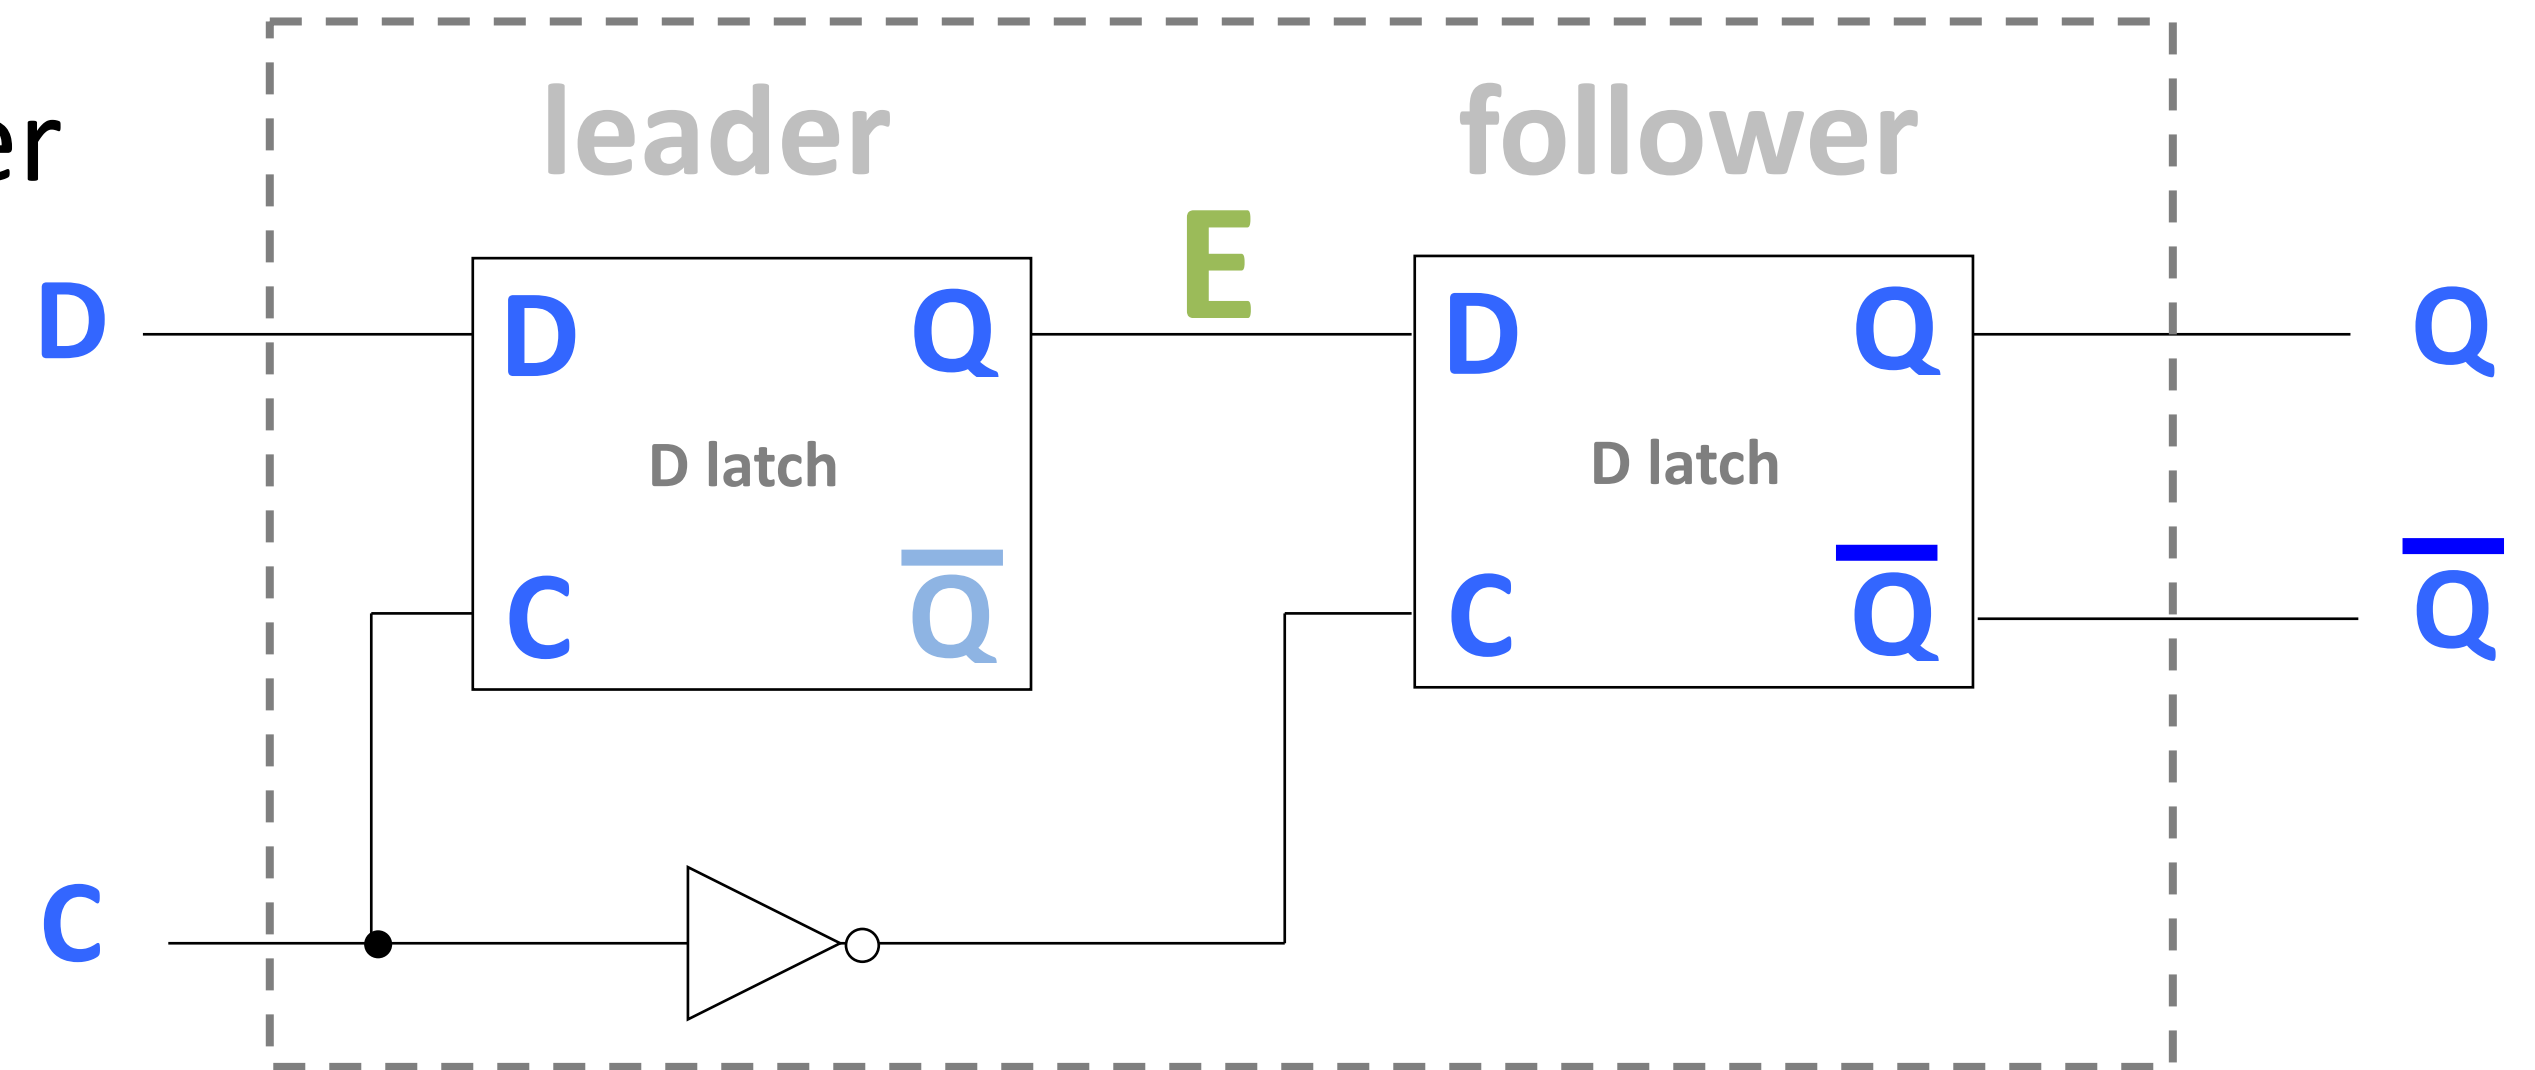 er
leader follower
E
D D Q D Q Q
D latch D latch
C Q̅ C Q̅ Q̅
C